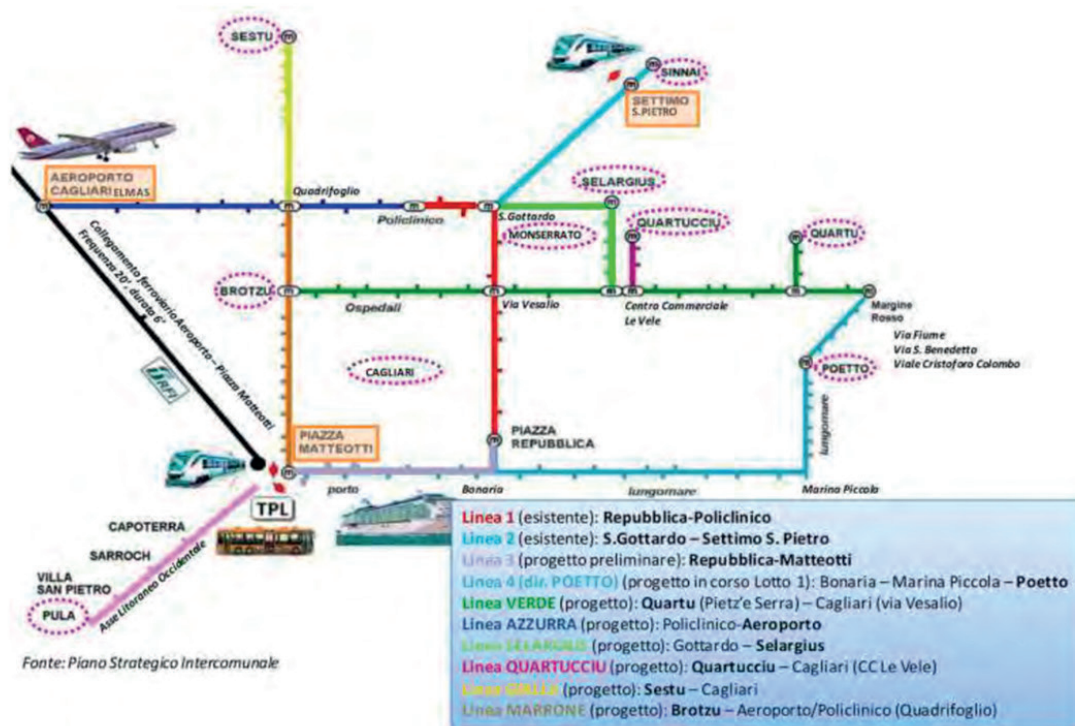 SESTU
SINNAI
SETTIMO
S.PIETRO
AEROPORTO
CAGLIARI ELMAS
Quadrifoglio
SELARGIUS
Policlinico
S.Gottardo
MONSERRATO
QUARTUCCIU
QUARTU
Collegamento ferroviario Aeroporto – Piazza Matteotti
Frequenza 20', durata 6'
BROTZU
Ospedali
Via Vesalio
Centro Commerciale
Le Vele
Margine
Rosso
Via Fiume
Via S. Benedetto
Viale Cristoforo Colombo
RFI
CAGLIARI
POETTO
lungomare
PIAZZA
MATTEOTTI
PIAZZA
REPUBBLICA
porto
Bonaria
lungomare
Marina Piccola
TPL
CAPOTERRA
SARROCH
VILLA
SAN PIETRO
PULA
Asse Litoraneo Occidentale
Linea 1 (esistente): Repubblica-Policlinico
Linea 2 (esistente): S.Gottardo – Settimo S. Pietro
Linea 3 (progetto preliminare): Repubblica-Matteotti
Linea 4 (dir. POETTO) (progetto in corso Lotto 1): Bonaria – Marina Piccola – Poetto
Linea VERDE (progetto): Quartu (Pietz'e Serra) – Cagliari (via Vesalio)
Linea AZZURRA (progetto): Policlinico-Aeroporto
Linea SELARGIUS (progetto): Gottardo – Selargius
Linea QUARTUCCIU (progetto): Quartucciu – Cagliari (CC Le Vele)
Linea GIALLA (progetto): Sestu – Cagliari
Linea MARRONE (progetto): Brotzu – Aeroporto/Policlinico (Quadrifoglio)
Fonte: Piano Strategico Intercomunale